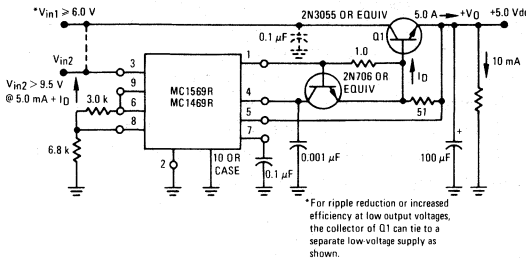 *Vin1 ≥ 6.0 V
2N3055 OR EQUIV
5.0 A
+VO
+5.0 Vdc
0.1 µF
Q1
Vin2
1
1.0
ID
10 mA
3
2N706 OR
EQUIV
Vin2 > 9.5 V
@ 5.0 mA + ID
9
MC1569R
MC1469R
4
3.0 k
6
5
51
8
7
6.8 k
10 OR
CASE
2
0.1 µF
0.001 µF
100 µF
+
*For ripple reduction or increased
efficiency at low output voltages,
the collector of Q1 can tie to a
separate low-voltage supply as
shown.